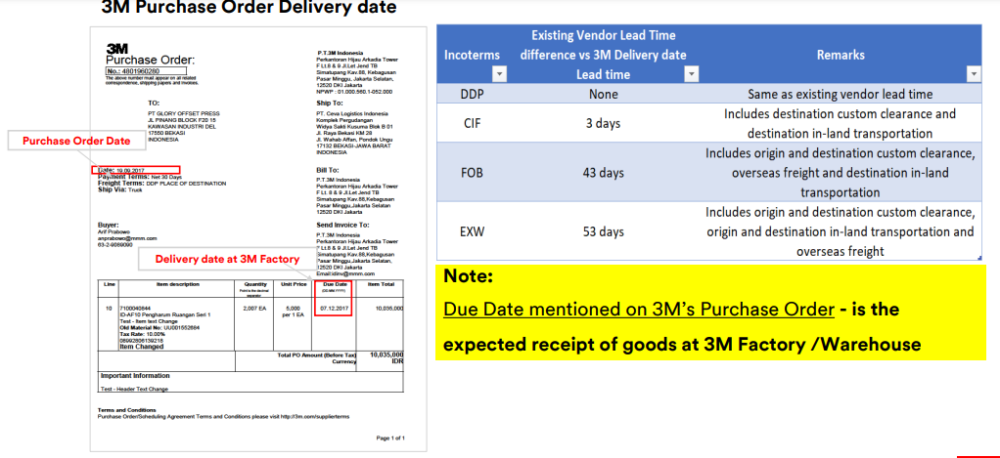 3M Purchase Order Delivery date
3M
Purchase Order:
No.: 4801960280
The above number must appear on all related
correspondence, shipping papers and invoices.
TO:
PT GLORY OFFSET PRESS
JL PINANG BLOCK F20 15
KAWASAN INDUSTRI DEL
17550 BEKASI
INDONESIA
P.T.3M Indonesia
Perkantoran Hijau Arkadia Tower
F Lt.8 & 9 Jl.Let Jend TB
Simatupang Kav.88, Kebagusan
Pasar Minggu, Jakarta Selatan,
12520 DKI Jakarta
NPWP : 01.000.560.1-052.000
Ship To:
PT. Ceva Logistics Indonesia
Komplek Pergudangan
Widya Sakti Kusuma Blok B 01
Jl. Raya Bekasi KM 28
Jl. Wahab Affan, Pondok Ungu
17132 BEKASI-JAWA BARAT
INDONESIA
Purchase Order Date
Date: 19.09.2017
Payment Terms: Net 30 Days
Freight Terms: DDP PLACE OF DESTINATION
Ship Via: Truck
Bill To:
P.T.3M Indonesia
Perkantoran Hijau Arkadia Tower
F Lt. 8 & 9 Jl.Let Jend TB
Simatupang Kav.88,Kebagusan
Pasar Minggu,Jakarta Selatan
12520 DKI Jakarta
Buyer:
Arif Prabowo
anprabowo@mmm.com
63-2-9089090
Send Invoice To:
P.T.3M Indonesia
Perkantoran Hijau Arkadia Tower
F Lt.8 & 9 Jl.Let Jend TB
Simatupang Kav.88,Kebagusan
Pasar Minggu,Jakarta Selatan,
12520 DKI Jakarta
Email:idinv@mmm.com
Delivery date at 3M Factory
Line Item description Quantity Unit Price Due Date Item Total
Point is the decimal separator (DD.MM.YYYY)
10 7100040844 2,007 EA 5,000 07.12.2017 10,035,000
ID-AF10 Pengharum Ruangan Seri 1 per 1 EA
Test - Item text Change
Old Material No: UU001552684
Tax Rate: 10.00%
08992806139218
Item Changed
Total PO Amount (Before Tax) 10,035,000
Currency IDR
Important Information
Test - Header Text Change
Terms and Conditions
Purchase Order/Scheduling Agreement Terms and Conditions please visit http://3m.com/supplierterms
Page 1 of 1
Incoterms Existing Vendor Lead Time difference vs 3M Delivery date Lead time Remarks
DDP None Same as existing vendor lead time
CIF 3 days Includes destination custom clearance and
destination in-land transportation
FOB 43 days Includes origin and destination custom clearance,
overseas freight and destination in-land
transportation
EXW 53 days Includes origin and destination custom clearance,
origin and destination in-land transportation and
overseas freight
Note:
Due Date mentioned on 3M's Purchase Order - is the
expected receipt of goods at 3M Factory /Warehouse